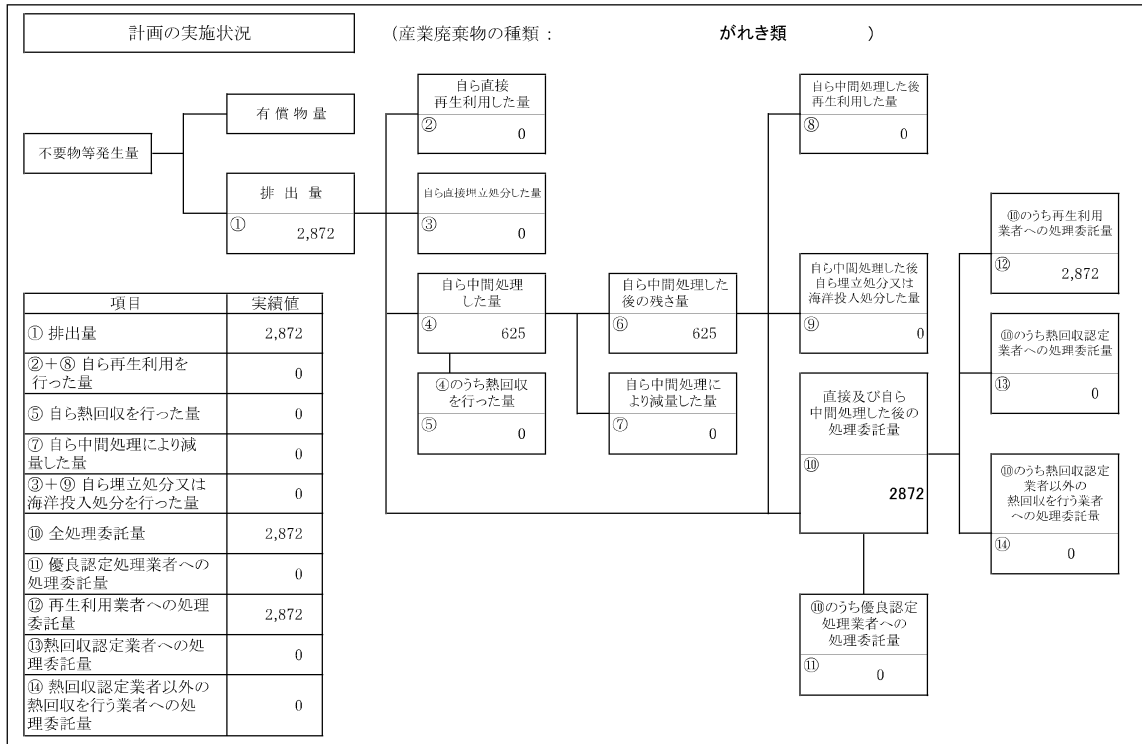 計画の実施状況
(産業廃棄物の種類: がれき類 )
自ら直接
再生利用した量
② 0
自ら中間処理した後
再生利用した量
⑧ 0
有償物量
不要物等発生量
排出量
① 2,872
自ら直接埋立処分した量
③ 0
⑩のうち再生利用
業者への処理委託量
⑫ 2,872
自ら中間処理
した量
④ 625
自ら中間処理した
後の残さ量
⑥ 625
自ら中間処理した後
自ら埋立処分又は
海洋投入処分した量
⑨ 0
⑩のうち熱回収認定
業者への処理委託量
⑬ 0
④のうち熱回収
を行った量
⑤ 0
自ら中間処理に
より減量した量
⑦ 0
直接及び自ら
中間処理した後の
処理委託量
⑩
2872
⑩のうち熱回収認定
業者以外の
熱回収を行う業者
への処理委託量
⑭ 0
⑩のうち優良認定
処理業者への
処理委託量
⑪ 0
項目 実績値
① 排出量 2,872
②+⑧ 自ら再生利用を
行った量 0
⑤ 自ら熱回収を行った量 0
⑦ 自ら中間処理により減
量した量 0
③+⑨ 自ら埋立処分又は
海洋投入処分を行った量 0
⑩ 全処理委託量 2,872
⑪ 優良認定処理業者への
処理委託量 0
⑫ 再生利用業者への処理
委託量 2,872
⑬熱回収認定業者への処
理委託量 0
⑭ 熱回収認定業者以外の
熱回収を行う業者への処
理委託量 0